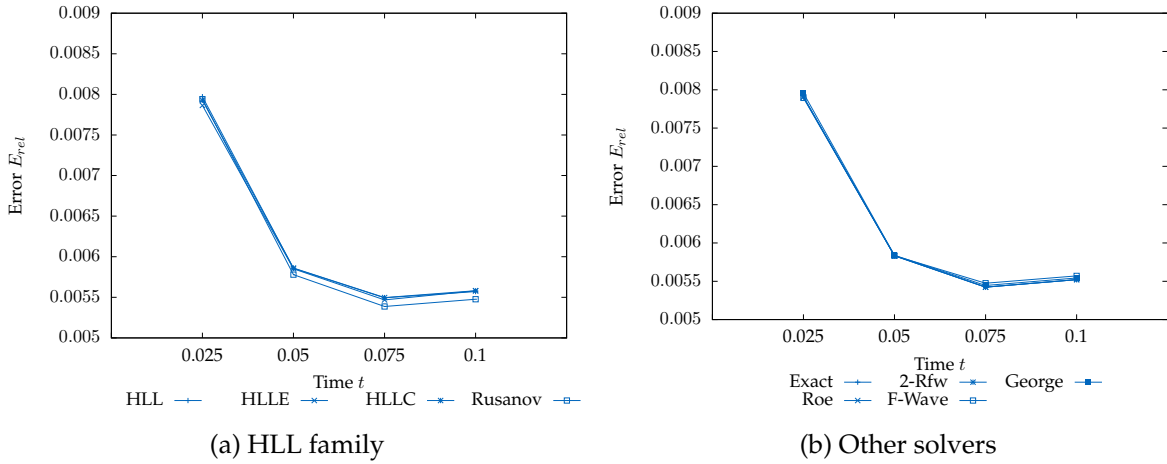 0.009
0.0085
0.008
0.0075
0.007
0.0065
0.006
0.0055
0.005
Error E_rel
0.025 0.05 0.075 0.1
Time t
HLL HLLE HLLC Rusanov
(a) HLL family
0.009
0.0085
0.008
0.0075
0.007
0.0065
0.006
0.0055
0.005
Error E_rel
0.025 0.05 0.075 0.1
Time t
Exact 2-Rfw George
Roe F-Wave
(b) Other solvers